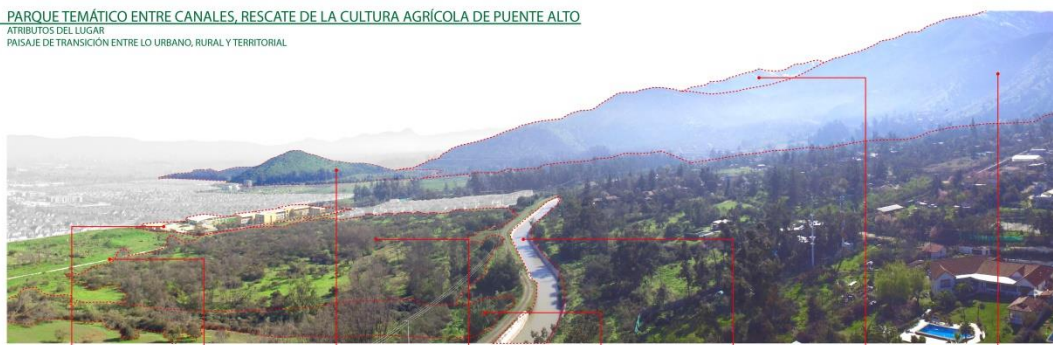 PARQUE TEMÁTICO ENTRE CANALES, RESCATE DE LA CULTURA AGRÍCOLA DE PUENTE ALTO
ATRIBUTOS DEL LUGAR
PAISAJE DE TRANSICIÓN ENTRE LO URBANO, RURAL Y TERRITORIAL